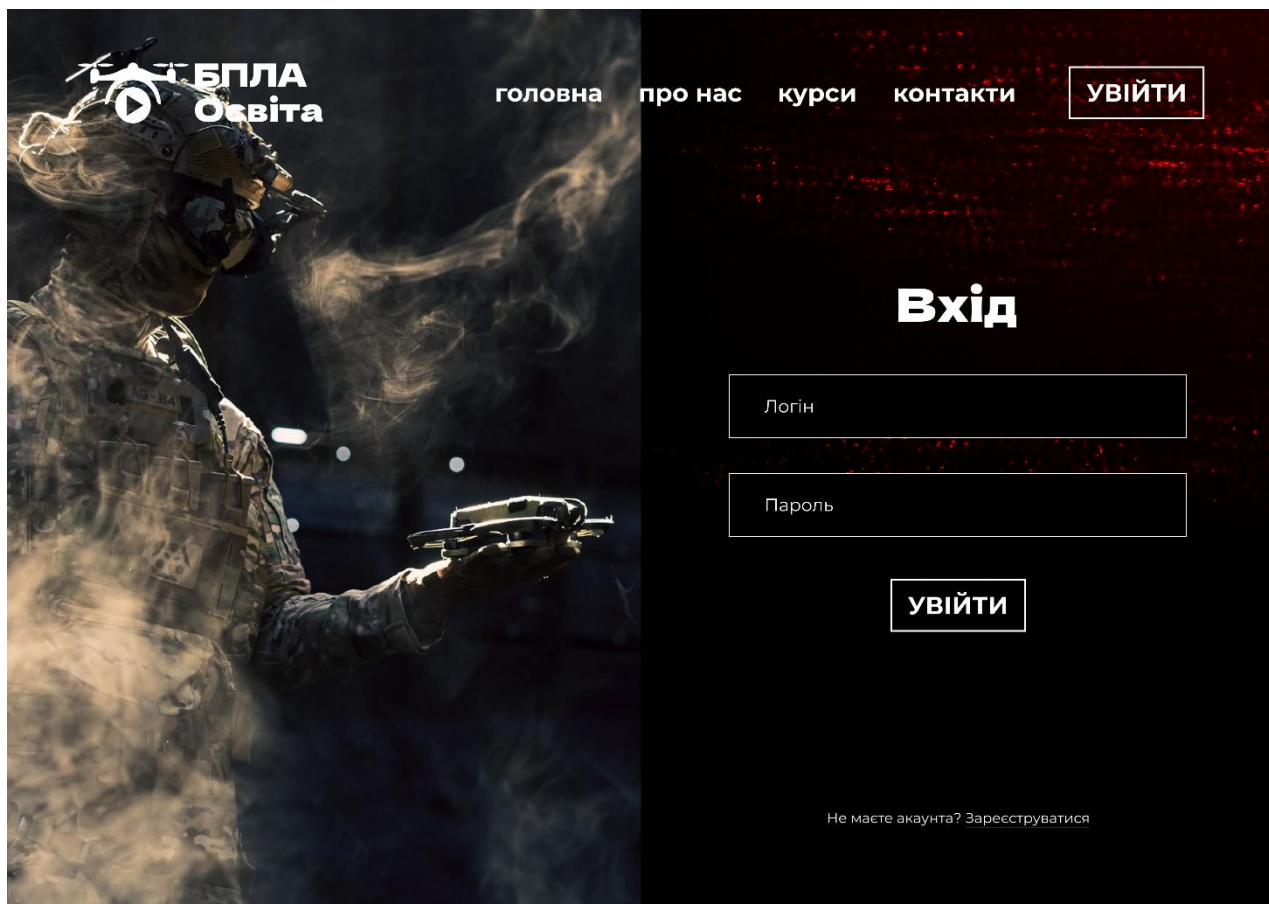 БПЛА
Освіта
головна про нас курси контакти УВІЙТИ
Вхід
Логін
Пароль
УВІЙТИ
Не маєте акаунта? Зареєструватися